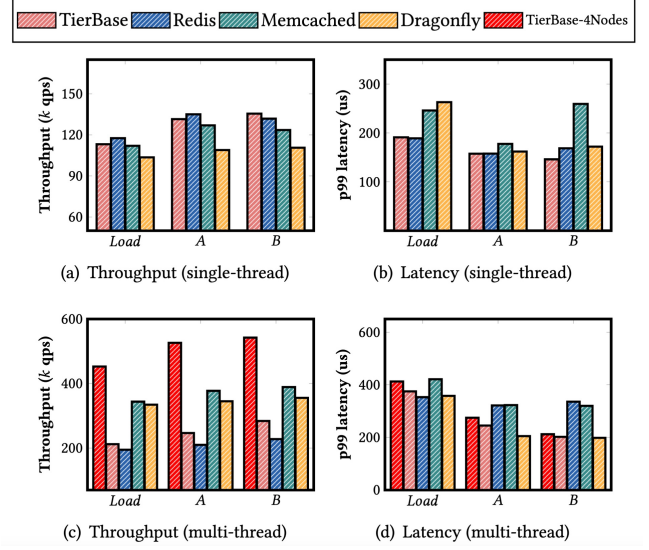 TierBase Redis Memcached Dragonfly TierBase-4Nodes
Throughput (k qps)
150
120
90
60
Load A B
(a) Throughput (single-thread)
p99 latency (us)
300
200
100
Load A B
(b) Latency (single-thread)
Throughput (k qps)
600
400
200
Load A B
(c) Throughput (multi-thread)
p99 latency (us)
600
400
200
0
Load A B
(d) Latency (multi-thread)